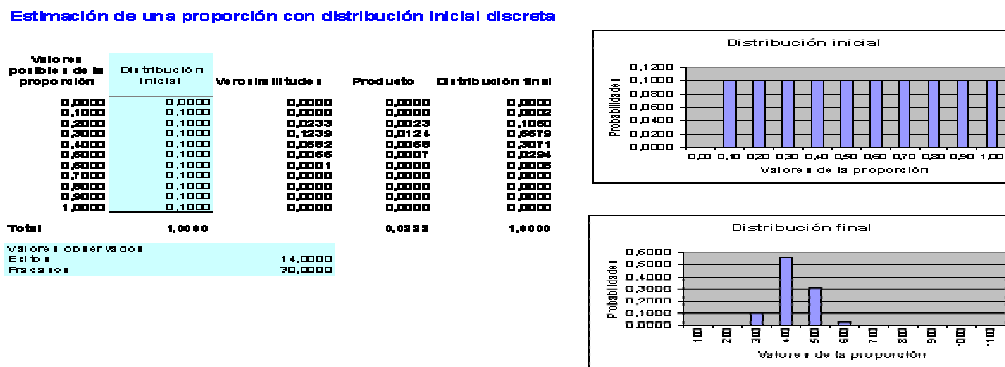 Estimación de una proporción con distribución inicial discreta
Valores posibles de la proporción Distribución inicial Verosimilitudes Producto Distribución final
0,0000 0,0000 0,0000 0,0000 0,0000
0,1000 0,1000 0,0000 0,0000 0,0002
0,2000 0,1000 0,0233 0,0023 0,1050
0,3000 0,1000 0,1239 0,0124 0,5579
0,4000 0,1000 0,0682 0,0068 0,3071
0,5000 0,1000 0,0065 0,0007 0,0294
0,6000 0,1000 0,0001 0,0000 0,0005
0,7000 0,1000 0,0000 0,0000 0,0000
0,8000 0,1000 0,0000 0,0000 0,0000
0,9000 0,1000 0,0000 0,0000 0,0000
1,0000 0,1000 0,0000 0,0000 0,0000
Total 1,0000 0,0222 1,0000
Valores observados
Exitos 14,0000
Fracasos 30,0000
Distribución inicial
Probabilidades
0,1200
0,1000
0,0800
0,0600
0,0400
0,0200
0,0000
0,00 0,10 0,20 0,30 0,40 0,50 0,60 0,70 0,80 0,90 1,00
Valores de la proporción
Distribución final
Probabilidades
0,6000
0,5000
0,4000
0,3000
0,2000
0,1000
0,0000
Valores de la proporción